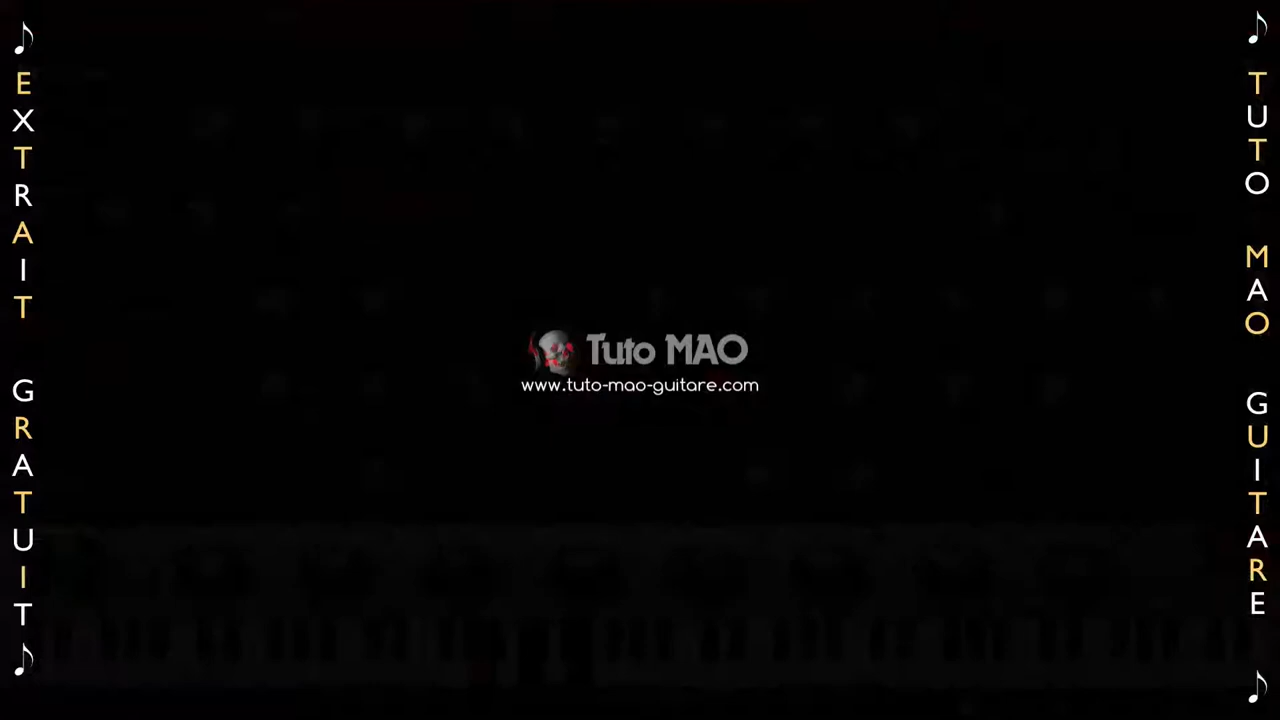 ♪ EXTRAIT GRATUIT ♪
Tuto MAO
www.tuto-mao-guitare.com
♪ TUTO MAO GUITARE ♪